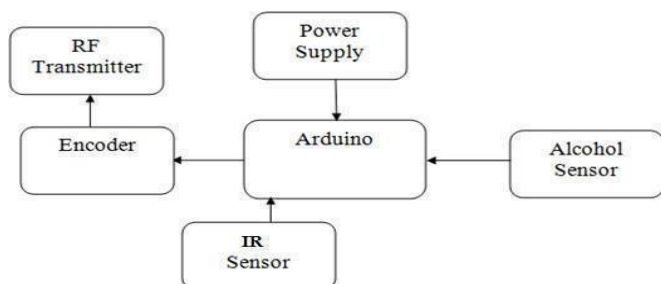 RF
Transmitter
Power
Supply
Encoder
Arduino
Alcohol
Sensor
IR
Sensor